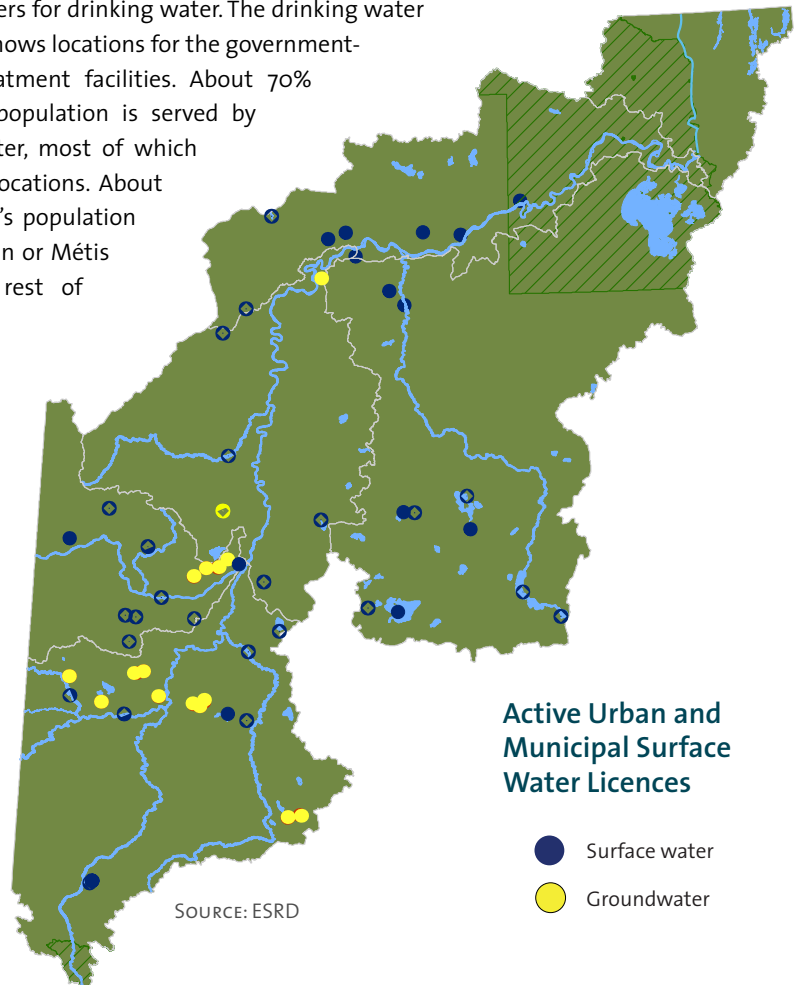 ers for drinking water. The drinking water
hows locations for the government-
atment facilities. About 70%
population is served by
ter, most of which
ocations. About
's population
n or Métis
rest of
Active Urban and
Municipal Surface
Water Licences
Surface water
Groundwater
Source: ESRD